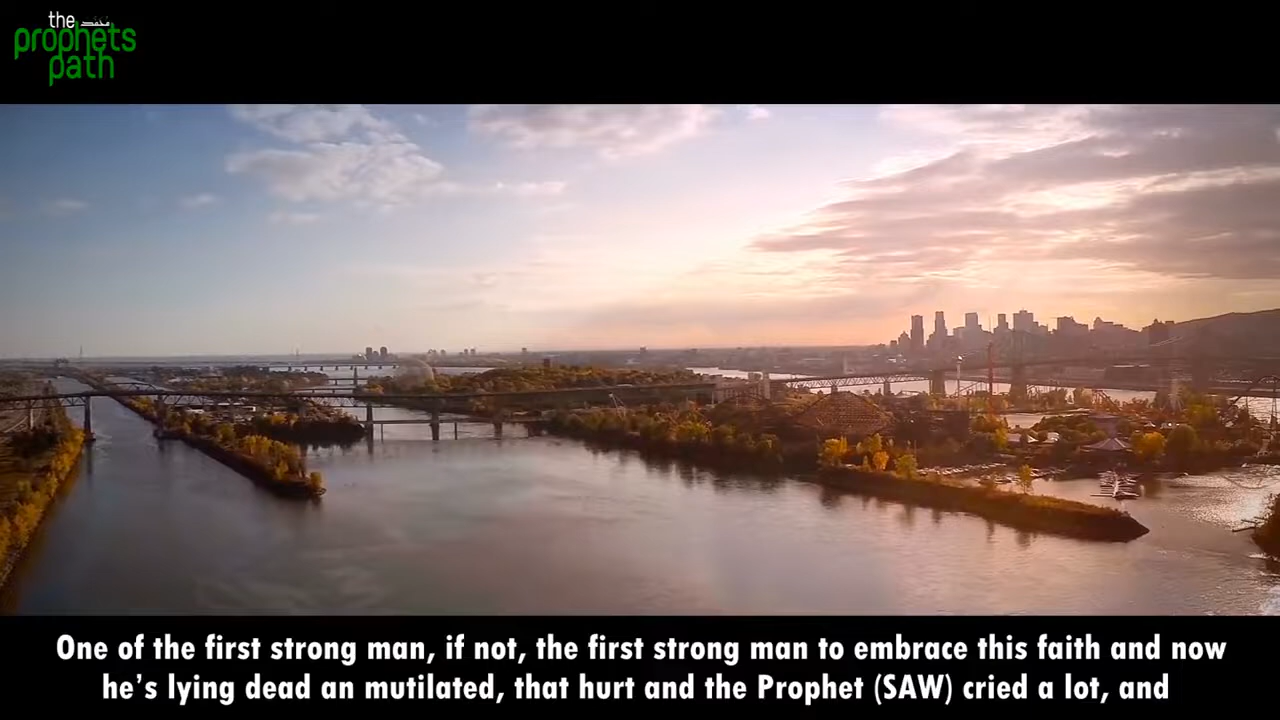 the محمد
prophets
path
One of the first strong man, if not, the first strong man to embrace this faith and now
he's lying dead an mutilated, that hurt and the Prophet (SAW) cried a lot, and